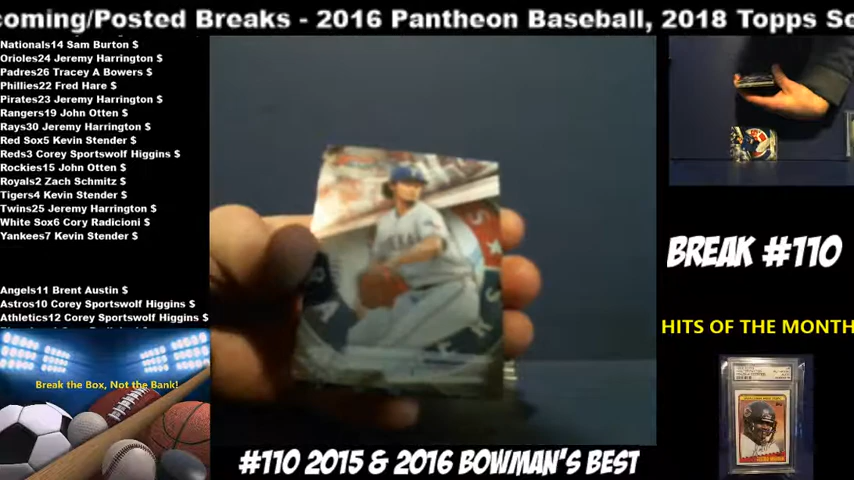 coming/Posted Breaks - 2016 Pantheon Baseball, 2018 Topps Se
Nationals14 Sam Burton $
Orioles24 Jeremy Harrington $
Padres26 Tracey A Bowers $
Phillies22 Fred Hare $
Pirates23 Jeremy Harrington $
Rangers19 John Otten $
Rays30 Jeremy Harrington $
Red Sox5 Kevin Stender $
Reds3 Corey Sportswolf Higgins $
Rockies15 John Otten $
Royals2 Zach Schmitz $
Tigers4 Kevin Stender $
Twins25 Jeremy Harrington $
White Sox6 Cory Radicioni $
Yankees7 Kevin Stender $
Angels11 Brent Austin $
Astros10 Corey Sportswolf Higgins $
Athletics12 Corey Sportswolf Higgins $
Break the Box, Not the Bank!
BREAK #110
HITS OF THE MONTH
#110 2015 & 2016 BOWMAN'S BEST